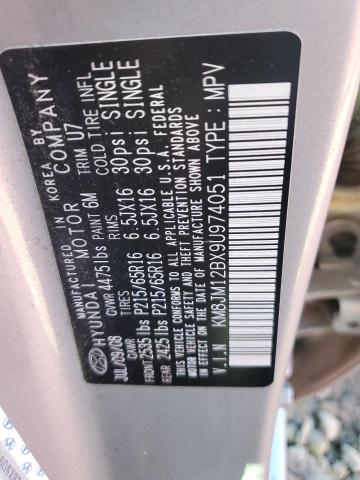 MANUFACTURED IN KOREA BY
HYUNDAI MOTOR COMPANY
JUL/09/08 GVWR 4475 lbs PAINT 6M TRIM U7
GAWR TIRES RIMS COLD TIRE INFL
FRONT 2535 lbs P215/65R16 6.5JX16 30psi SINGLE
REAR 2425 lbs P215/65R16 6.5JX16 30psi SINGLE
THIS VEHICLE CONFORMS TO ALL APPLICABLE U.S.A. FEDERAL
MOTOR VEHICLE SAFETY AND THEFT PREVENTION STANDARDS
IN EFFECT ON THE DATE OF MANUFACTURE SHOWN ABOVE.
V.I.N : KM8JM12BX9U974051 TYPE : MPV